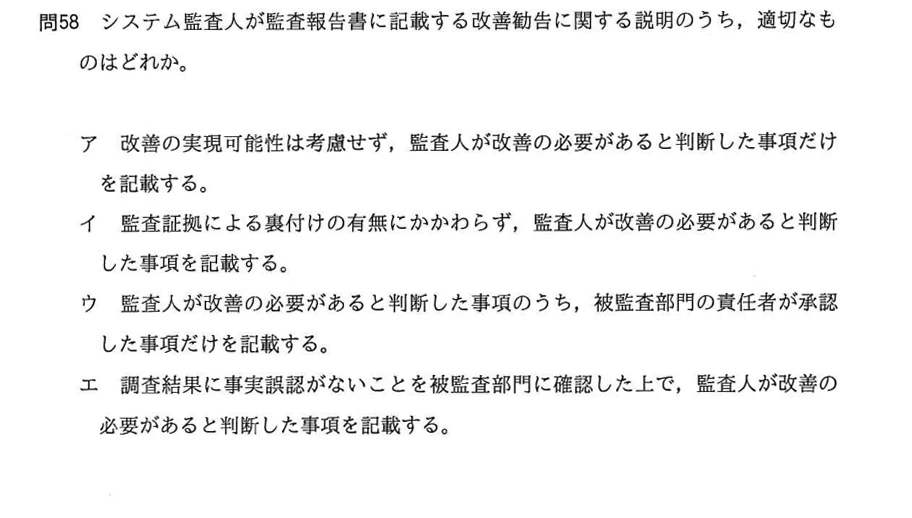 問58 システム監査人が監査報告書に記載する改善勧告に関する説明のうち，適切なも
のはどれか。
ア 改善の実現可能性は考慮せず，監査人が改善の必要があると判断した事項だけ
を記載する。
イ 監査証拠による裏付けの有無にかかわらず，監査人が改善の必要があると判断
した事項を記載する。
ウ 監査人が改善の必要があると判断した事項のうち，被監査部門の責任者が承認
した事項だけを記載する。
エ 調査結果に事実誤認がないことを被監査部門に確認した上で，監査人が改善の
必要があると判断した事項を記載する。